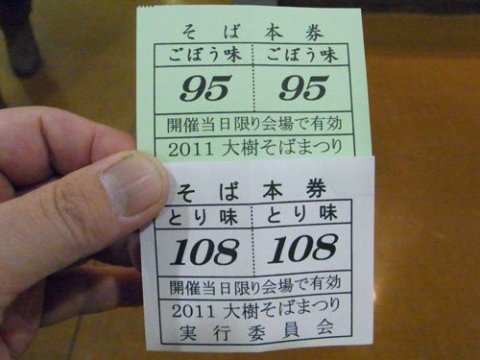 そば本券
ごぼう味 ごぼう味
95 95
開催当日限り会場で有効
2011 大樹そばまつり
そば本券
とり味 とり味
108 108
開催当日限り会場で有効
2011 大樹そばまつり
実行委員会